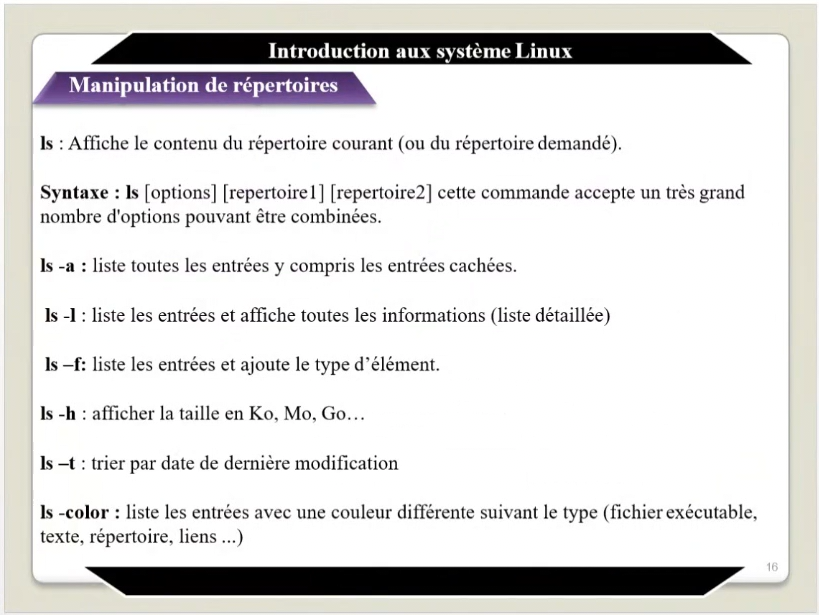 Introduction aux système Linux
Manipulation de répertoires
ls : Affiche le contenu du répertoire courant (ou du répertoire demandé).
Syntaxe : ls [options] [repertoire1] [repertoire2] cette commande accepte un très grand
nombre d'options pouvant être combinées.
ls -a : liste toutes les entrées y compris les entrées cachées.
ls -l : liste les entrées et affiche toutes les informations (liste détaillée)
ls –f: liste les entrées et ajoute le type d’élément.
ls -h : afficher la taille en Ko, Mo, Go…
ls –t : trier par date de dernière modification
ls -color : liste les entrées avec une couleur différente suivant le type (fichier exécutable,
texte, répertoire, liens ...)
16